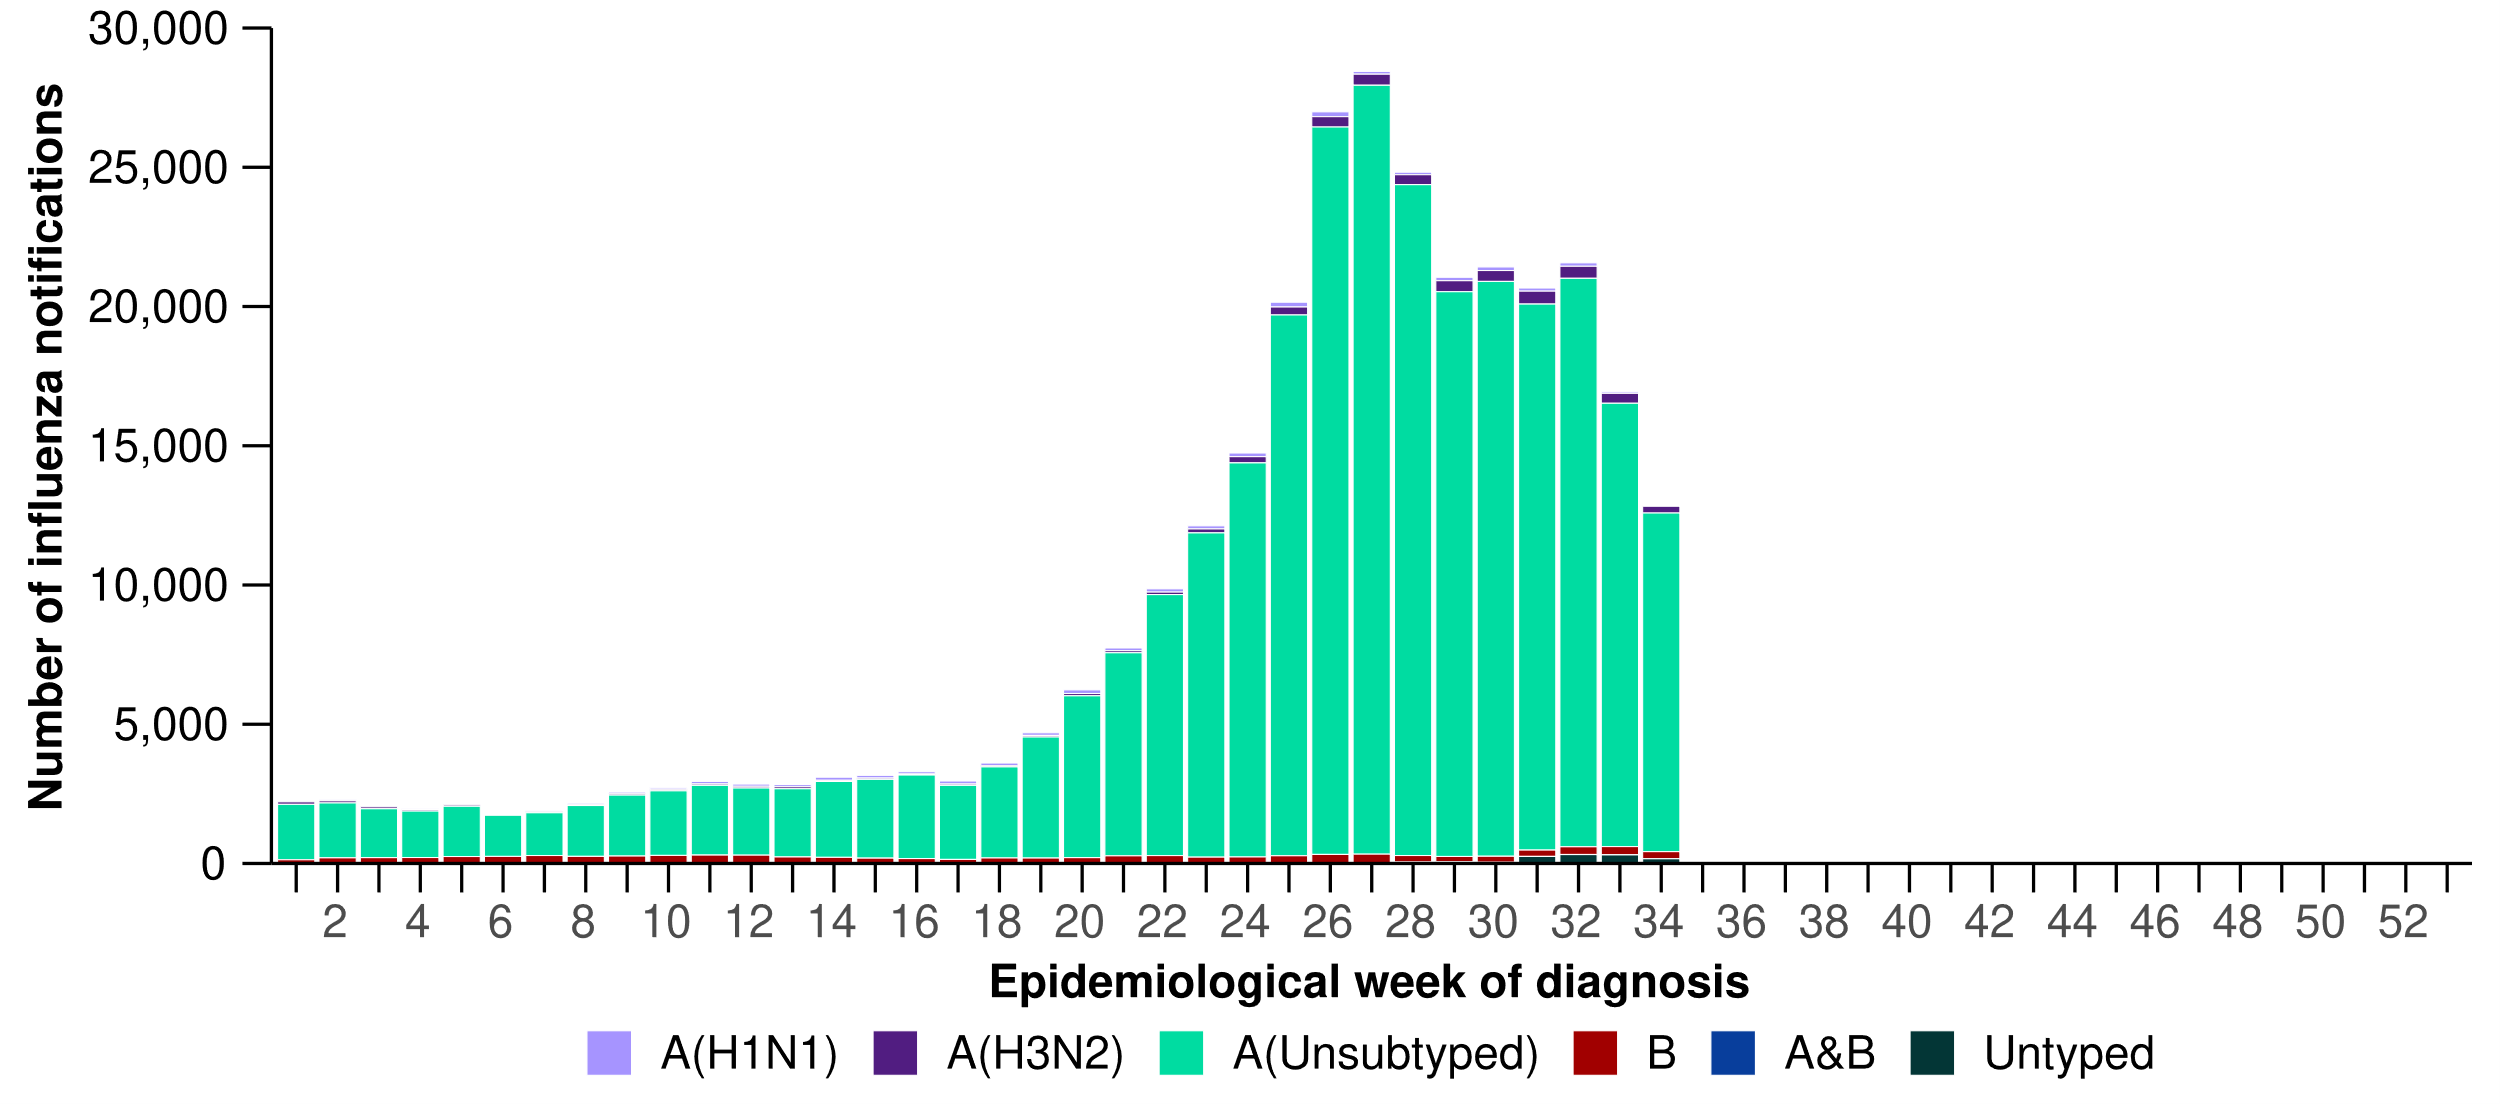 Number of influenza notifications
30,000
25,000
20,000
15,000
10,000
5,000
0
2 4 6 8 10 12 14 16 18 20 22 24 26 28 30 32 34 36 38 40 42 44 46 48 50 52
Epidemiological week of diagnosis
A(H1N1) A(H3N2) A(Unsubtyped) B A&B Untyped